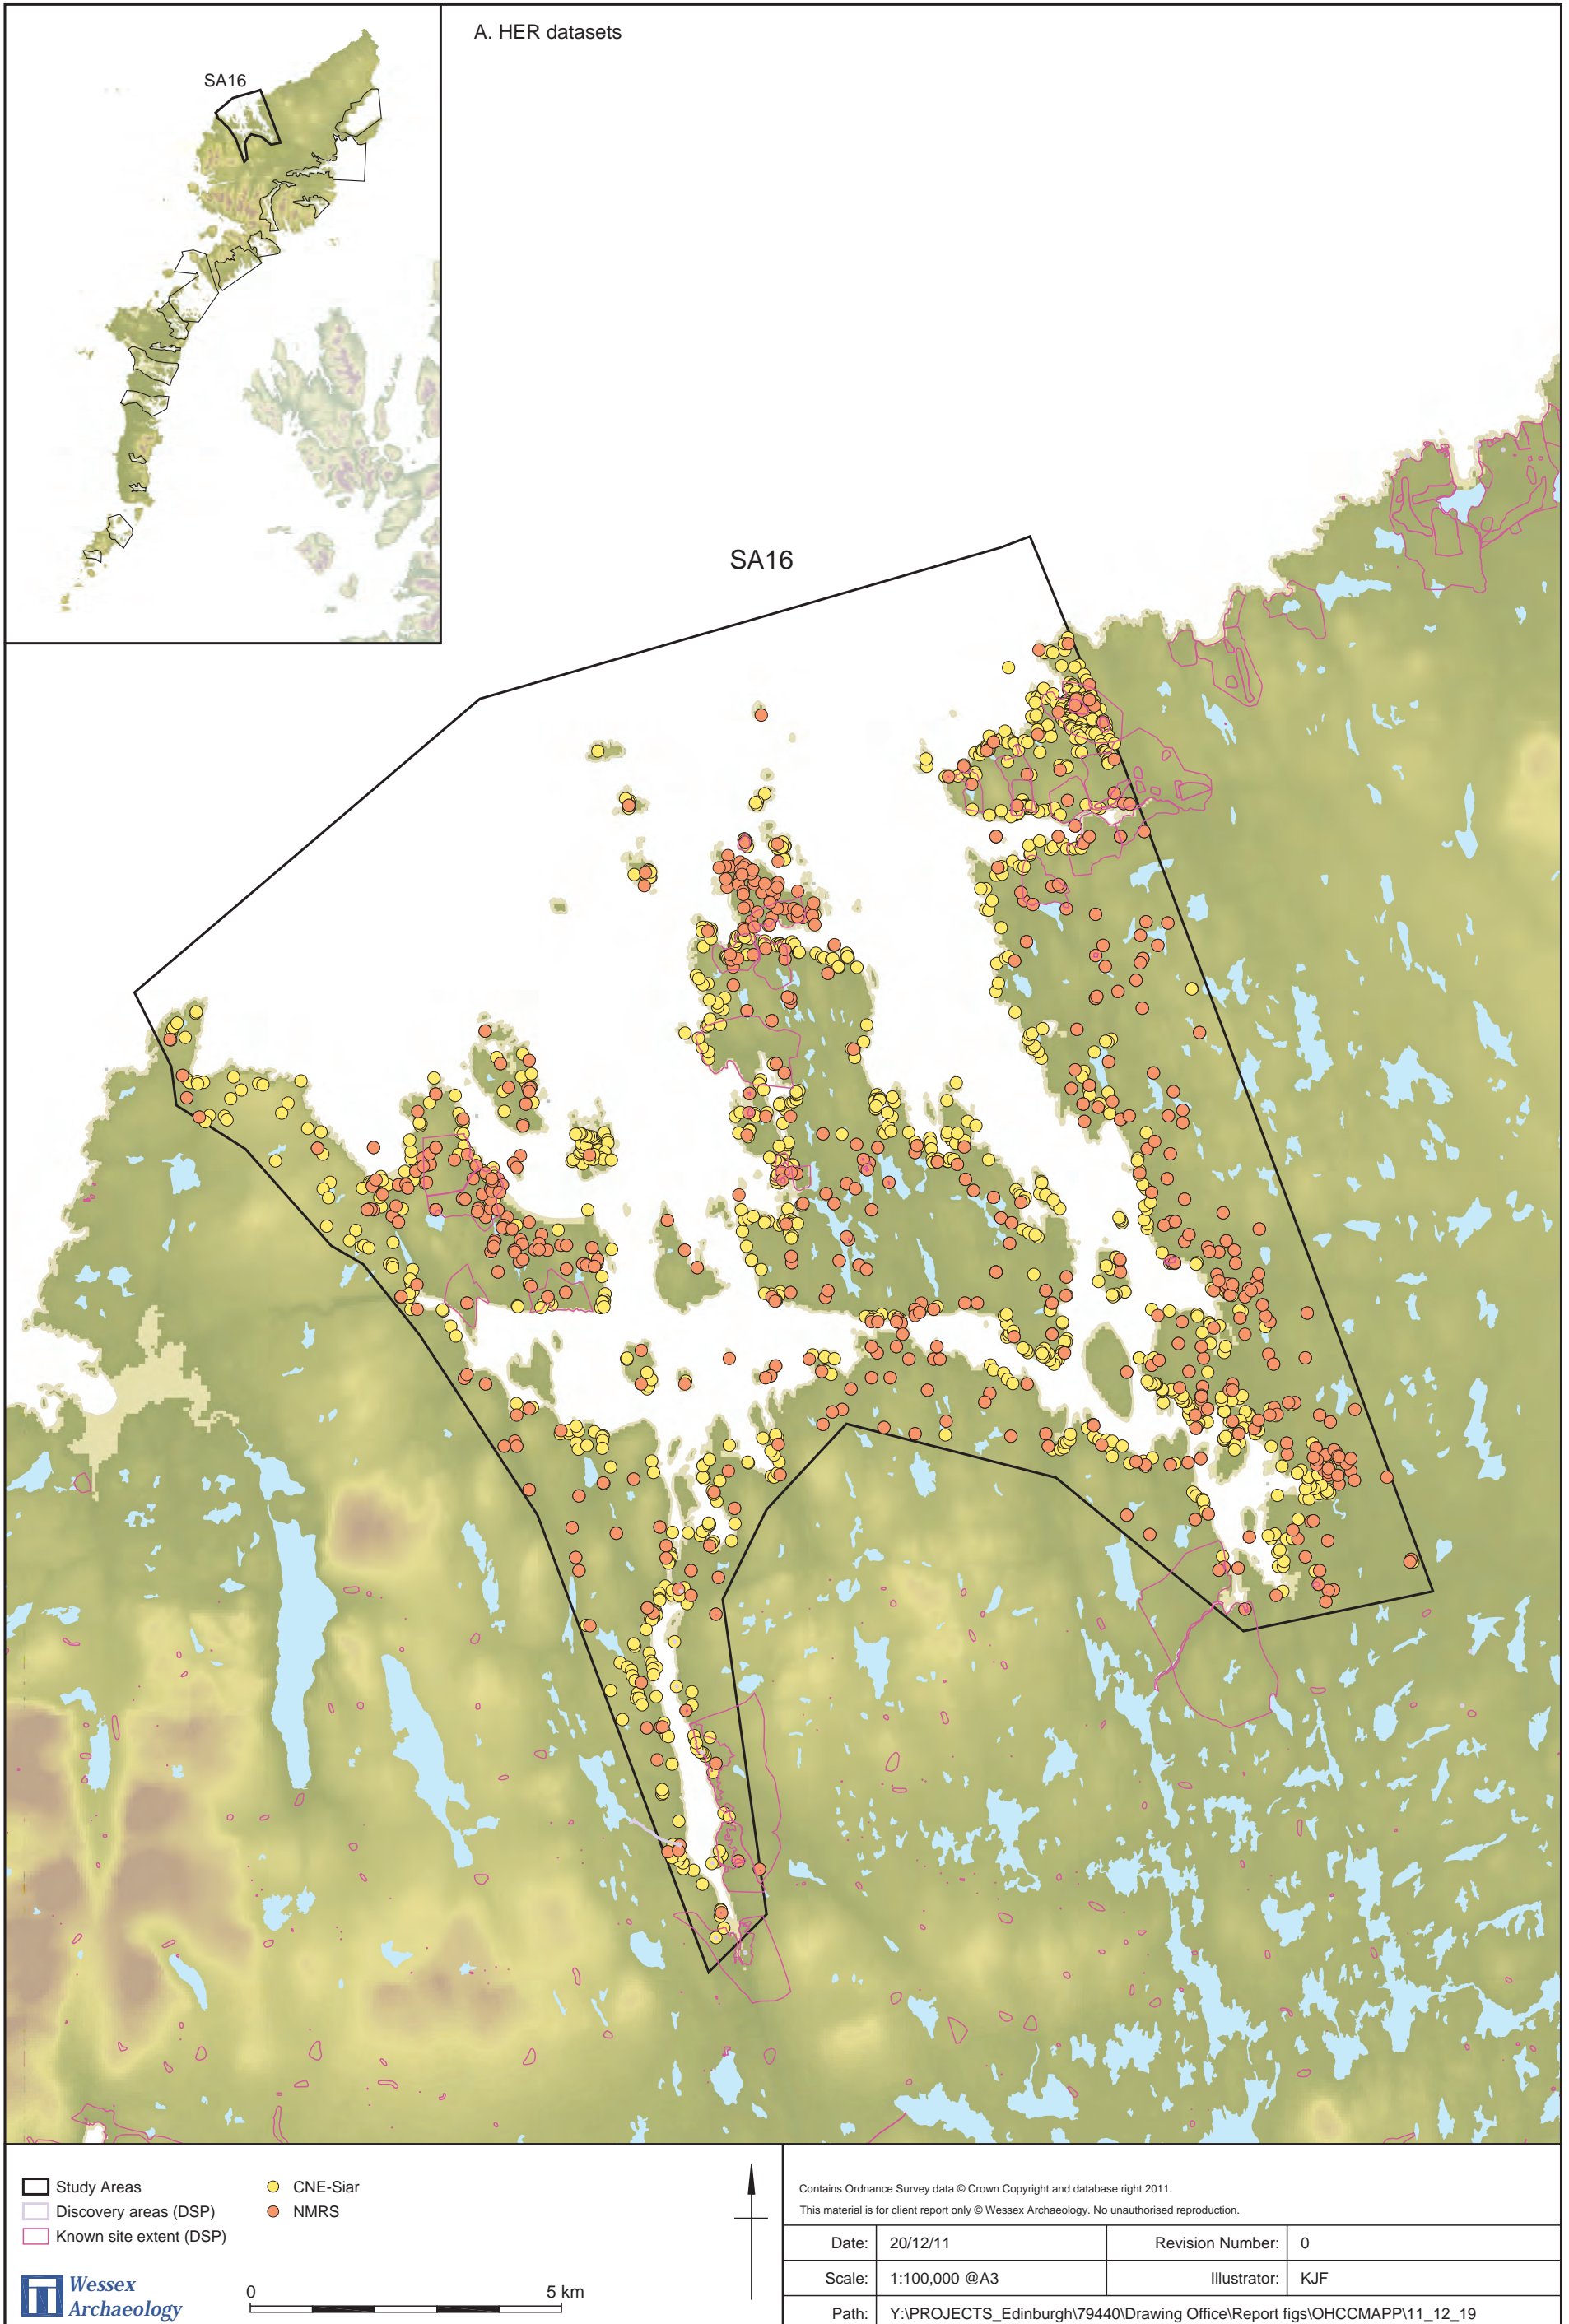 A. HER datasets
SA16
SA16
Study Areas
Discovery areas (DSP)
Known site extent (DSP)
CNE-Siar
NMRS
Wessex
Archaeology
0 5 km
Contains Ordnance Survey data © Crown Copyright and database right 2011.
This material is for client report only © Wessex Archaeology. No unauthorised reproduction.
Date: 20/12/11 Revision Number: 0
Scale: 1:100,000 @A3 Illustrator: KJF
Path: Y:\PROJECTS_Edinburgh\79440\Drawing Office\Report figs\OHCCMAPP\11_12_19